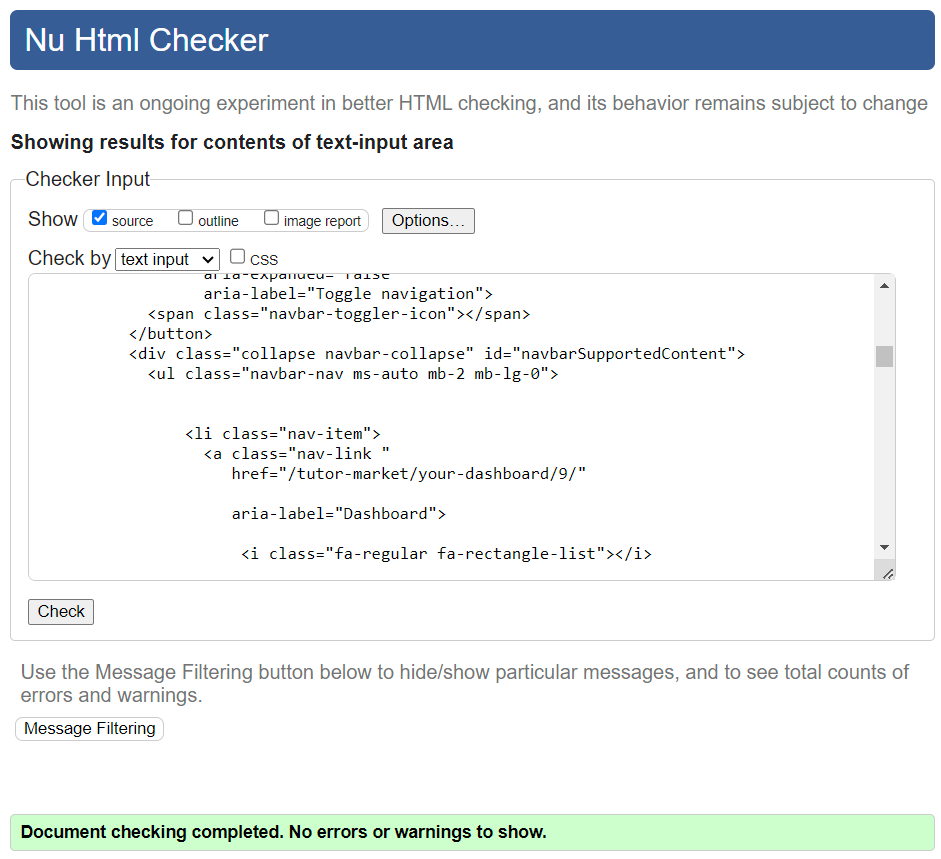 Nu Html Checker
This tool is an ongoing experiment in better HTML checking, and its behavior remains subject to change
Showing results for contents of text-input area
Checker Input
Show source outline image report Options...
Check by text input CSS
aria-expanded="false"
aria-label="Toggle navigation">
<span class="navbar-toggler-icon"></span>
</button>
<div class="collapse navbar-collapse" id="navbarSupportedContent">
<ul class="navbar-nav ms-auto mb-2 mb-lg-0">
<li class="nav-item">
<a class="nav-link "
href="/tutor-market/your-dashboard/9/"
aria-label="Dashboard">
<i class="fa-regular fa-rectangle-list"></i>
Check
Use the Message Filtering button below to hide/show particular messages, and to see total counts of
errors and warnings.
Message Filtering
Document checking completed. No errors or warnings to show.